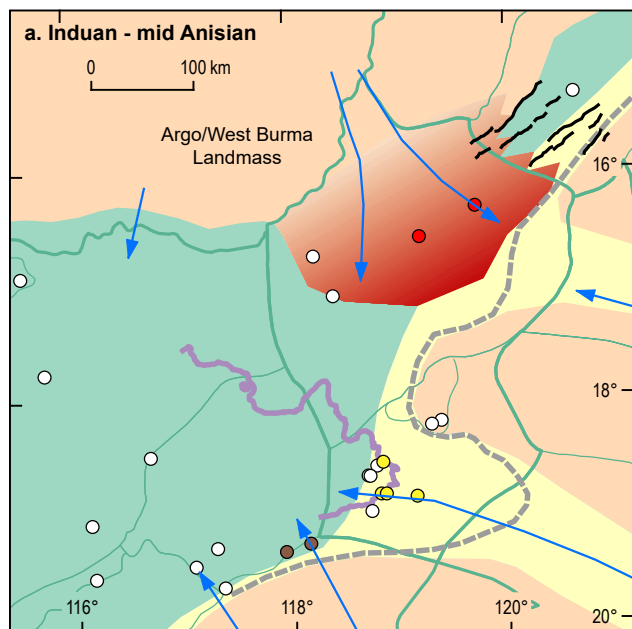 a. Induan - mid Anisian
0 100 km
Argo/West Burma
Landmass
16°
18°
116° 118° 120° 20°